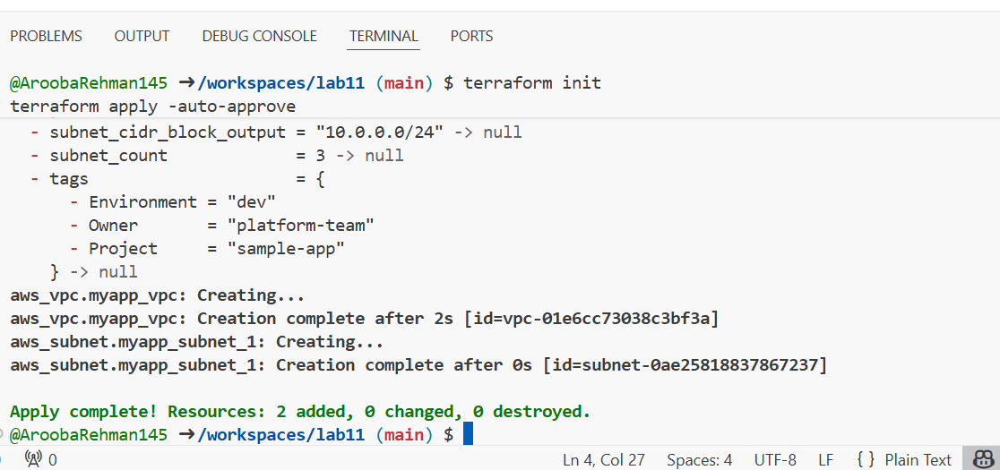 PROBLEMS OUTPUT DEBUG CONSOLE TERMINAL PORTS
@AroobaRehman145 ➜/workspaces/lab11 (main) $ terraform init
terraform apply -auto-approve
- subnet_cidr_block_output = "10.0.0.0/24" -> null
- subnet_count = 3 -> null
- tags = {
- Environment = "dev"
- Owner = "platform-team"
- Project = "sample-app"
} -> null
aws_vpc.myapp_vpc: Creating...
aws_vpc.myapp_vpc: Creation complete after 2s [id=vpc-01e6cc73038c3bf3a]
aws_subnet.myapp_subnet_1: Creating...
aws_subnet.myapp_subnet_1: Creation complete after 0s [id=subnet-0ae25818837867237]
Apply complete! Resources: 2 added, 0 changed, 0 destroyed.
@AroobaRehman145 ➜/workspaces/lab11 (main) $
0 Ln 4, Col 27 Spaces: 4 UTF-8 LF { } Plain Text